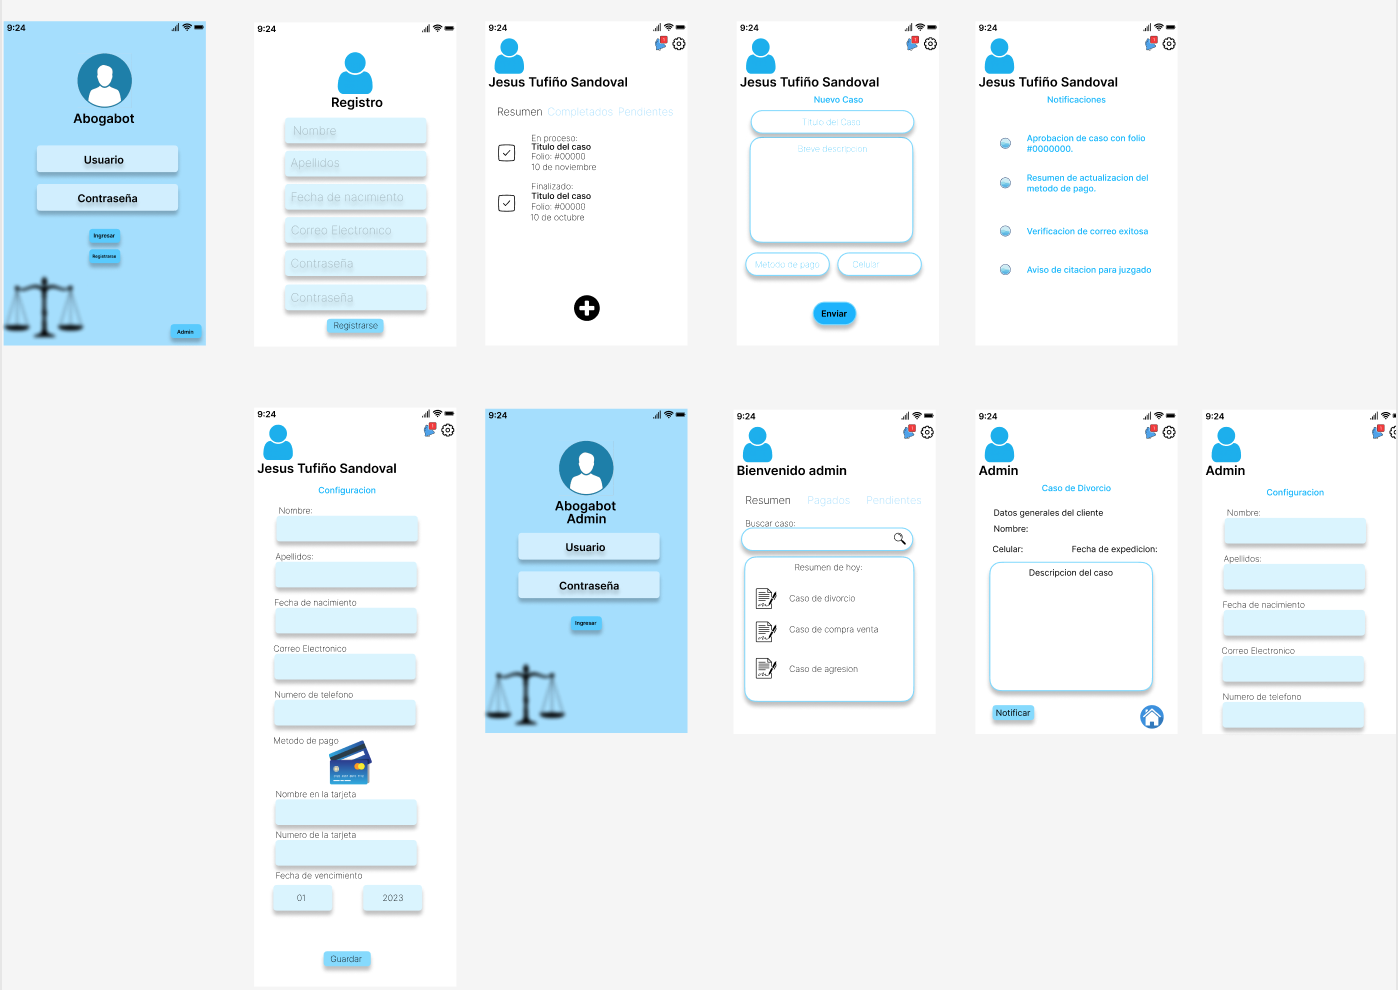 9:24
Abogabot
Usuario
Contraseña
Ingresar
Registrarse
Admin
9:24
Registro
Nombre
Apellidos
Fecha de nacimiento
Correo Electronico
Contraseña
Contraseña
Registrarse
9:24
1
Jesus Tufiño Sandoval
Resumen Completados Pendientes
En proceso:
Titulo del caso
Folio: #00000
10 de noviembre
Finalizado:
Titulo del caso
Folio: #00000
10 de octubre
9:24
1
Jesus Tufiño Sandoval
Nuevo Caso
Titulo del Caso
Breve descripcion
Metodo de pago
Celular
Enviar
9:24
1
Jesus Tufiño Sandoval
Notificaciones
Aprobacion de caso con folio
#0000000.
Resumen de actualizacion del
metodo de pago.
Verificacion de correo exitosa
Aviso de citacion para juzgado
9:24
1
Jesus Tufiño Sandoval
Configuracion
Nombre:
Apellidos:
Fecha de nacimiento
Correo Electronico
Numero de telefono
Metodo de pago
Nombre en la tarjeta
Numero de la tarjeta
Fecha de vencimiento
01
2023
Guardar
9:24
Abogabot
Admin
Usuario
Contraseña
Ingresar
9:24
1
Bienvenido admin
Resumen Pagados Pendientes
Buscar caso:
Resumen de hoy:
Caso de divorcio
Caso de compra venta
Caso de agresion
9:24
1
Admin
Caso de Divorcio
Datos generales del cliente
Nombre:
Celular: Fecha de expedicion:
Descripcion del caso
Notificar
9:24
1
Admin
Configuracion
Nombre:
Apellidos:
Fecha de nacimiento
Correo Electronico
Numero de telefono